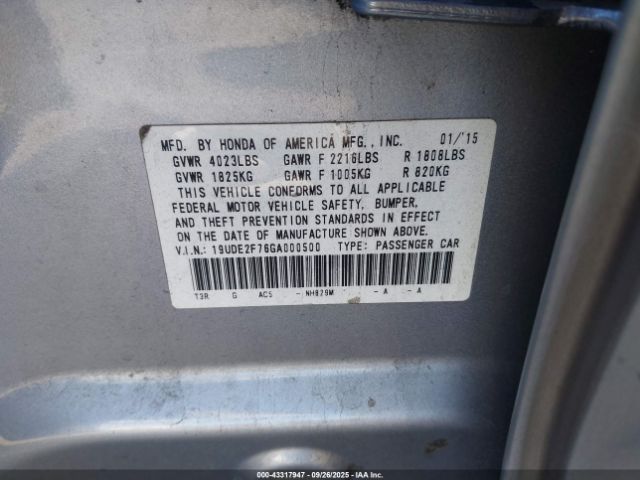 MFD. BY HONDA OF AMERICA MFG., INC. 01/'15
GVWR 4023LBS GAWR F 2216LBS R 1808LBS
GVWR 1825KG GAWR F 1005KG R 820KG
THIS VEHICLE CONFORMS TO ALL APPLICABLE
FEDERAL MOTOR VEHICLE SAFETY, BUMPER,
AND THEFT PREVENTION STANDARDS IN EFFECT
ON THE DATE OF MANUFACTURE SHOWN ABOVE.
V.I.N.: 19UDE2F76GA000500 TYPE: PASSENGER CAR
T3R G AC5 - NH829M - A - A
000-43317947 - 09/26/2025 - IAAI.COM